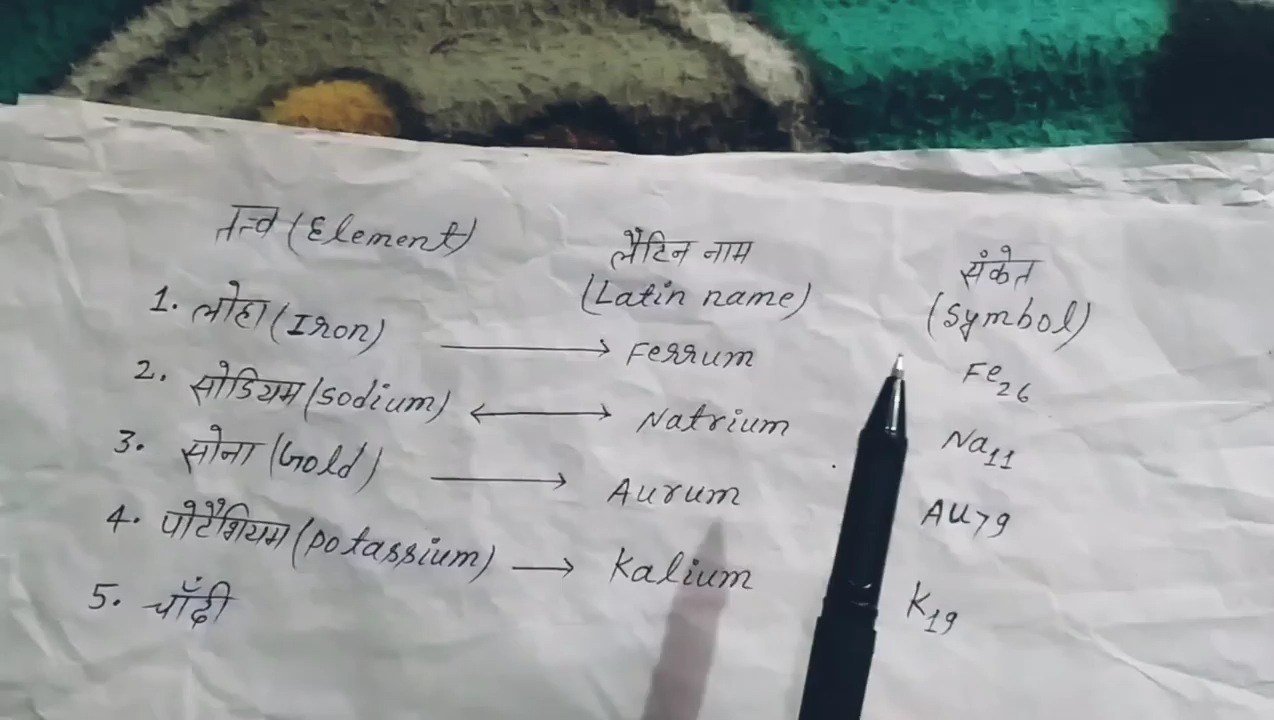 तत्व (Element) लैटिन नाम (Latin name) संकेत (Symbol)
1. लोहा (Iron) → Ferrum Fe26
2. सोडियम (sodium) ↔ Natrium Na11
3. सोना (Gold) → Aurum Au79
4. पोटैशियम (potassium) → Kalium K19
5. चाँदी